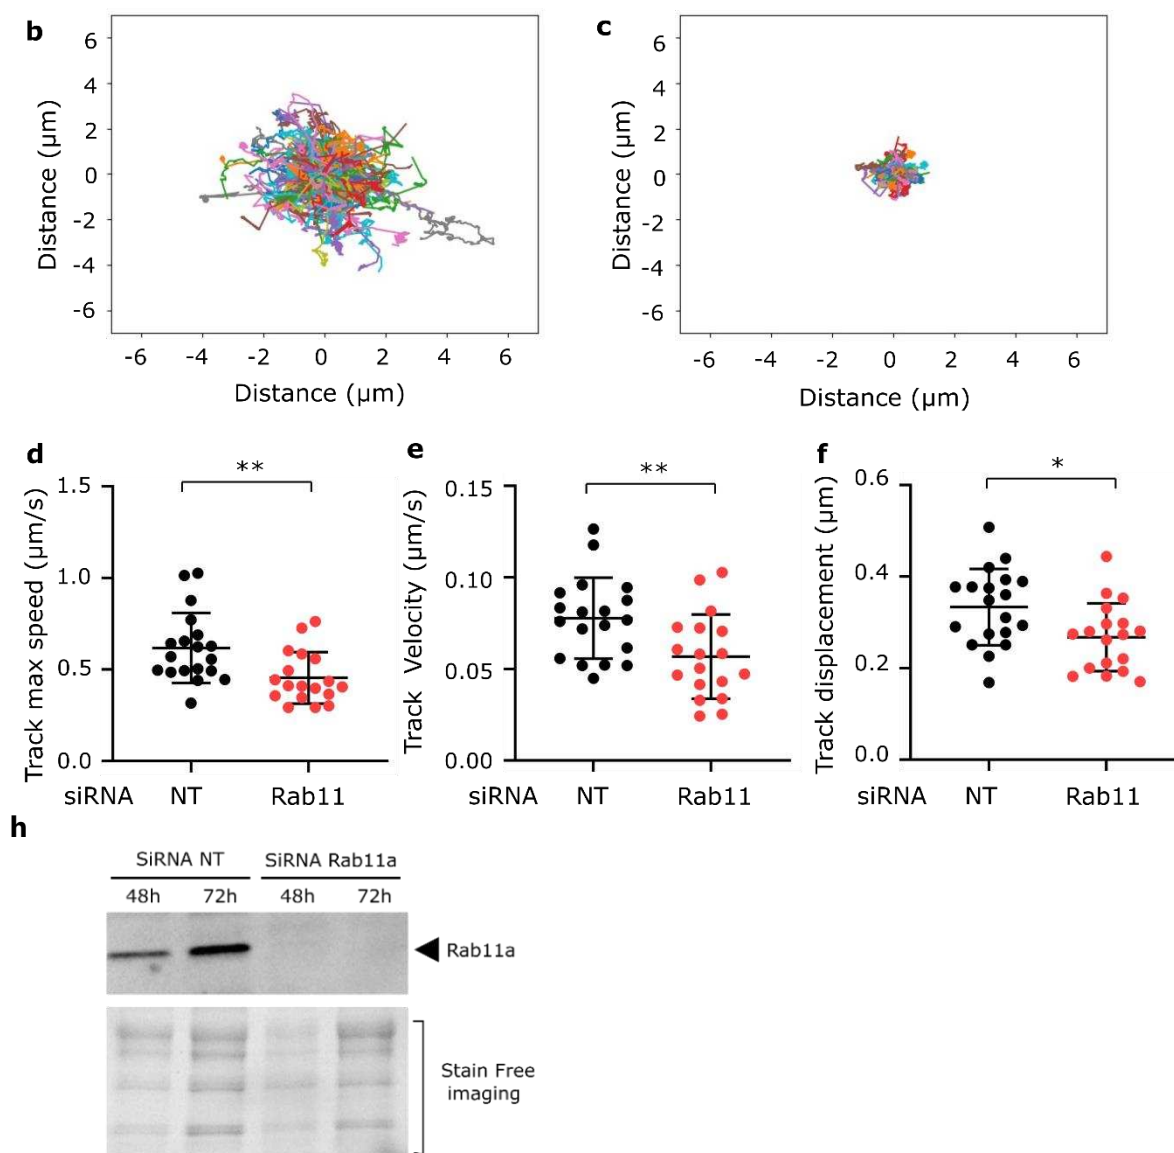 b
6
4
2
0
-2
-4
-6
Distance (µm)
-6 -4 -2 0 2 4 6
Distance (µm)
c
6
4
2
0
-2
-4
-6
Distance (µm)
-6 -4 -2 0 2 4 6
Distance (µm)
d
**
Track max speed (µm/s)
1.5
1.0
0.5
0.0
siRNA NT Rab11
e
**
Track Velocity (µm/s)
0.15
0.10
0.05
0.00
siRNA NT Rab11
f
*
Track displacement (µm)
0.6
0.4
0.2
0.0
siRNA NT Rab11
h
SiRNA NT SiRNA Rab11a
48h 72h 48h 72h
Rab11a
Stain Free
imaging